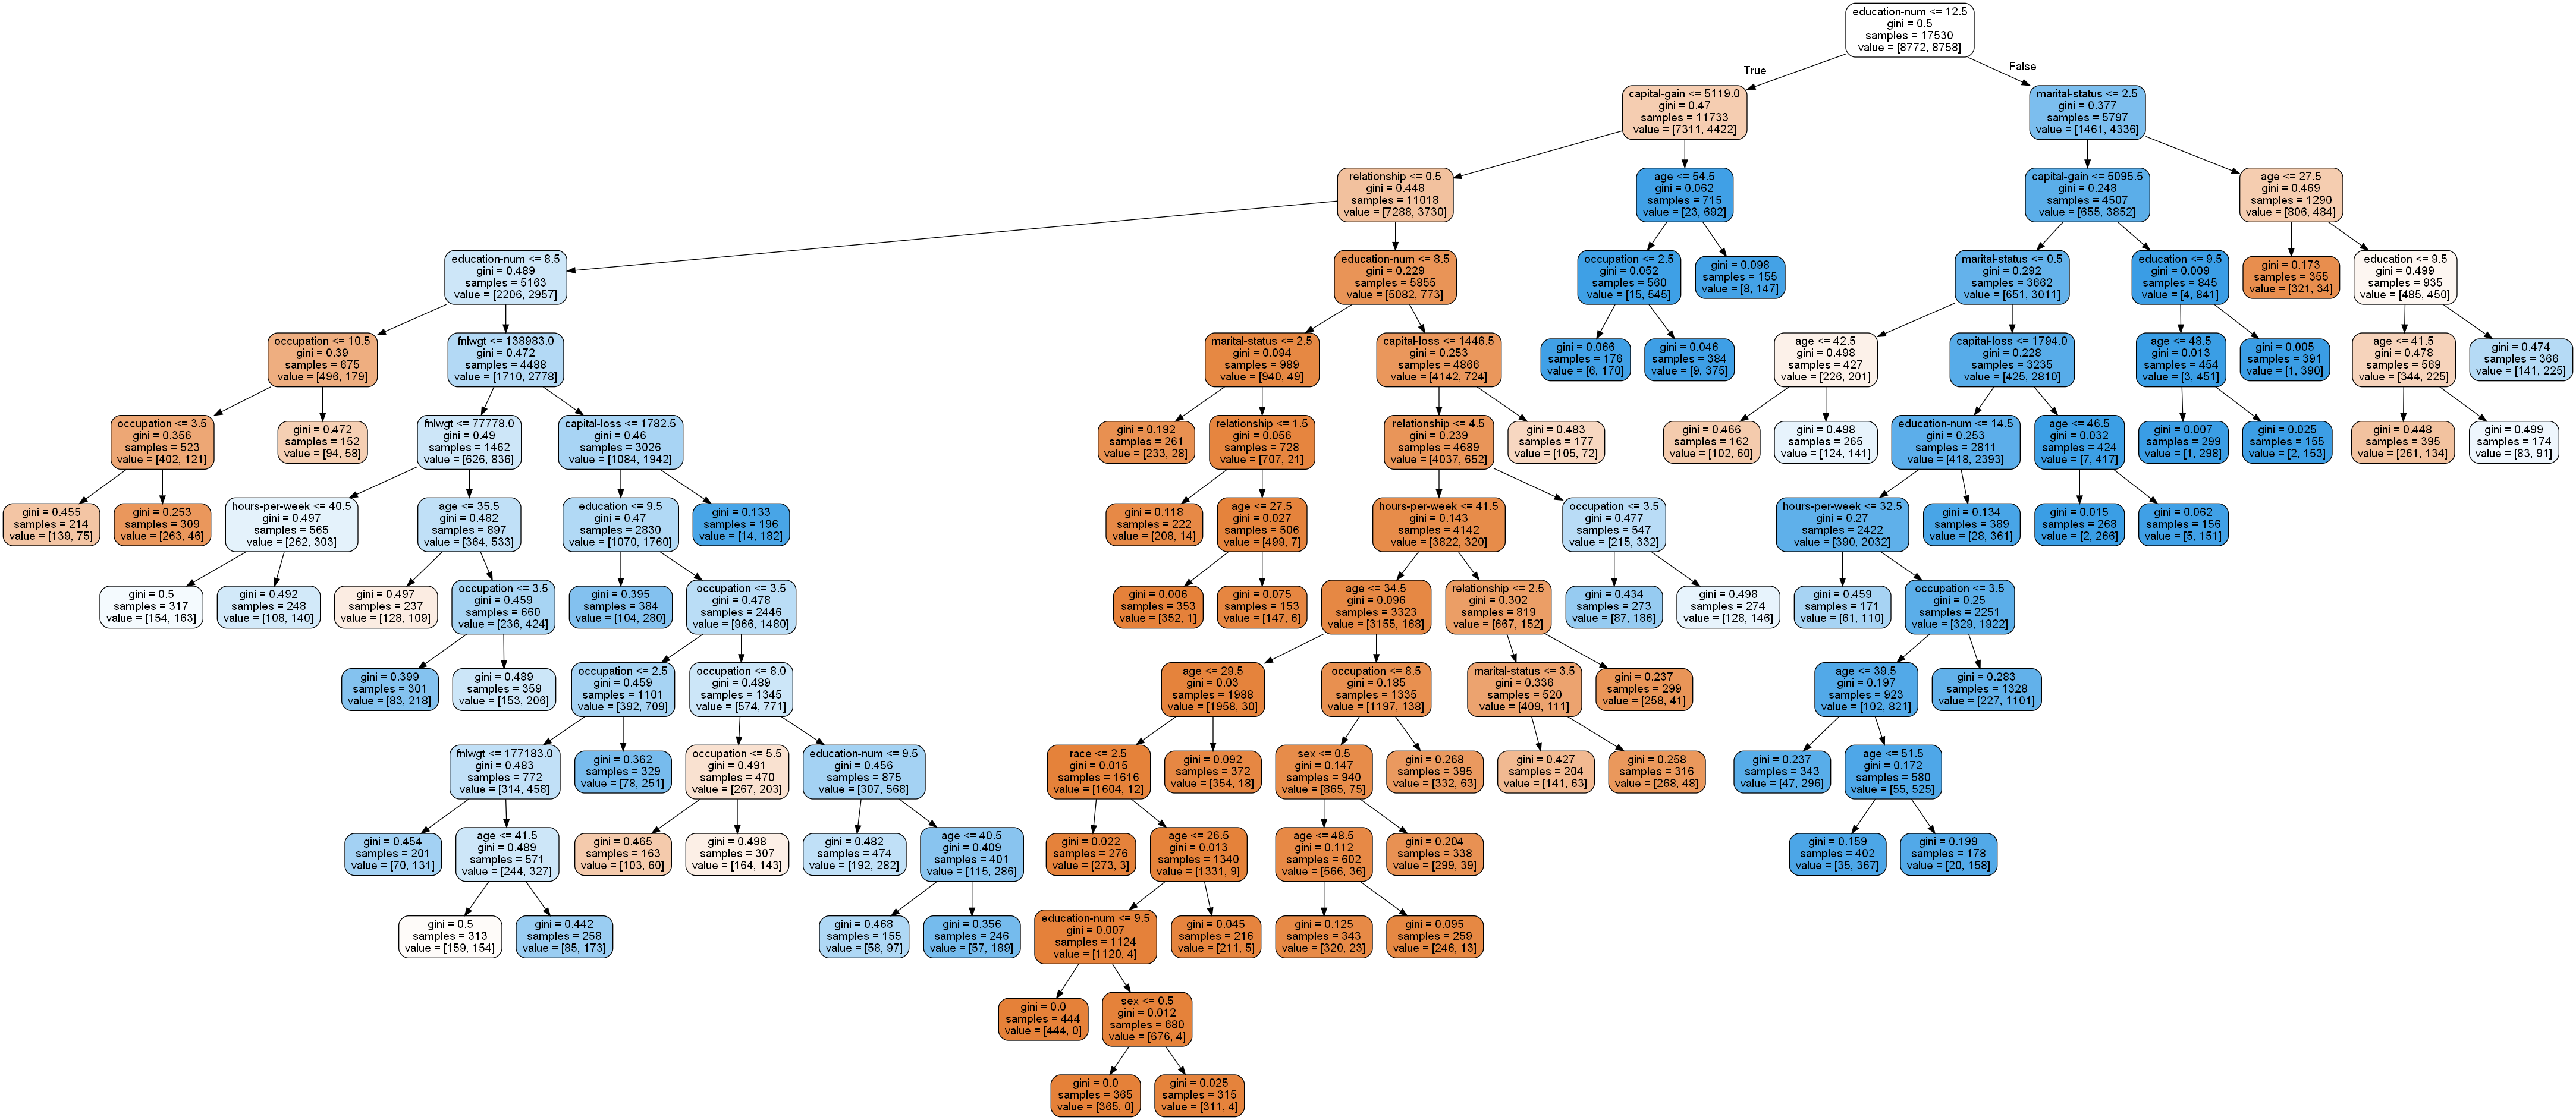 education-num <= 12.5
gini = 0.5
samples = 17530
value = [8772, 8758]
True
False
capital-gain <= 5119.0
gini = 0.47
samples = 11733
value = [7311, 4422]
marital-status <= 2.5
gini = 0.377
samples = 5797
value = [1461, 4336]
relationship <= 0.5
gini = 0.448
samples = 11018
value = [7288, 3730]
age <= 54.5
gini = 0.062
samples = 715
value = [23, 692]
capital-gain <= 5095.5
gini = 0.248
samples = 4507
value = [655, 3852]
age <= 27.5
gini = 0.469
samples = 1290
value = [806, 484]
education-num <= 8.5
gini = 0.489
samples = 5163
value = [2206, 2957]
education-num <= 8.5
gini = 0.229
samples = 5855
value = [5082, 773]
occupation <= 2.5
gini = 0.052
samples = 560
value = [15, 545]
gini = 0.098
samples = 155
value = [8, 147]
marital-status <= 0.5
gini = 0.292
samples = 3662
value = [651, 3011]
education <= 9.5
gini = 0.009
samples = 845
value = [4, 841]
gini = 0.173
samples = 355
value = [321, 34]
education <= 9.5
gini = 0.499
samples = 935
value = [485, 450]
occupation <= 10.5
gini = 0.39
samples = 675
value = [496, 179]
fnlwgt <= 138983.0
gini = 0.472
samples = 4488
value = [1710, 2778]
marital-status <= 2.5
gini = 0.094
samples = 989
value = [940, 49]
capital-loss <= 1446.5
gini = 0.253
samples = 4866
value = [4142, 724]
gini = 0.066
samples = 176
value = [6, 170]
gini = 0.046
samples = 384
value = [9, 375]
age <= 42.5
gini = 0.498
samples = 427
value = [226, 201]
capital-loss <= 1794.0
gini = 0.228
samples = 3235
value = [425, 2810]
age <= 48.5
gini = 0.013
samples = 454
value = [3, 451]
gini = 0.005
samples = 391
value = [1, 390]
age <= 41.5
gini = 0.478
samples = 569
value = [344, 225]
gini = 0.474
samples = 366
value = [141, 225]
occupation <= 3.5
gini = 0.356
samples = 523
value = [402, 121]
gini = 0.472
samples = 152
value = [94, 58]
fnlwgt <= 77778.0
gini = 0.49
samples = 1462
value = [626, 836]
capital-loss <= 1782.5
gini = 0.46
samples = 3026
value = [1084, 1942]
gini = 0.192
samples = 261
value = [233, 28]
relationship <= 1.5
gini = 0.056
samples = 728
value = [707, 21]
relationship <= 4.5
gini = 0.239
samples = 4689
value = [4037, 652]
gini = 0.483
samples = 177
value = [105, 72]
gini = 0.466
samples = 162
value = [102, 60]
gini = 0.498
samples = 265
value = [124, 141]
education-num <= 14.5
gini = 0.253
samples = 2811
value = [418, 2393]
age <= 46.5
gini = 0.032
samples = 424
value = [7, 417]
gini = 0.007
samples = 299
value = [1, 298]
gini = 0.025
samples = 155
value = [2, 153]
gini = 0.448
samples = 395
value = [261, 134]
gini = 0.499
samples = 174
value = [83, 91]
gini = 0.455
samples = 214
value = [139, 75]
gini = 0.253
samples = 309
value = [263, 46]
hours-per-week <= 40.5
gini = 0.497
samples = 565
value = [262, 303]
age <= 35.5
gini = 0.482
samples = 897
value = [364, 533]
education <= 9.5
gini = 0.47
samples = 2830
value = [1070, 1760]
gini = 0.133
samples = 196
value = [14, 182]
gini = 0.118
samples = 222
value = [208, 14]
age <= 27.5
gini = 0.027
samples = 506
value = [499, 7]
hours-per-week <= 41.5
gini = 0.143
samples = 4142
value = [3822, 320]
occupation <= 3.5
gini = 0.477
samples = 547
value = [215, 332]
hours-per-week <= 32.5
gini = 0.27
samples = 2422
value = [390, 2032]
gini = 0.134
samples = 389
value = [28, 361]
gini = 0.015
samples = 268
value = [2, 266]
gini = 0.062
samples = 156
value = [5, 151]
gini = 0.5
samples = 317
value = [154, 163]
gini = 0.492
samples = 248
value = [108, 140]
gini = 0.497
samples = 237
value = [128, 109]
occupation <= 3.5
gini = 0.459
samples = 660
value = [236, 424]
gini = 0.395
samples = 384
value = [104, 280]
occupation <= 3.5
gini = 0.478
samples = 2446
value = [966, 1480]
gini = 0.006
samples = 353
value = [352, 1]
gini = 0.075
samples = 153
value = [147, 6]
age <= 34.5
gini = 0.096
samples = 3323
value = [3155, 168]
relationship <= 2.5
gini = 0.302
samples = 819
value = [667, 152]
gini = 0.434
samples = 273
value = [87, 186]
gini = 0.498
samples = 274
value = [128, 146]
gini = 0.459
samples = 171
value = [61, 110]
occupation <= 3.5
gini = 0.25
samples = 2251
value = [329, 1922]
gini = 0.399
samples = 301
value = [83, 218]
gini = 0.489
samples = 359
value = [153, 206]
occupation <= 2.5
gini = 0.459
samples = 1101
value = [392, 709]
occupation <= 8.0
gini = 0.489
samples = 1345
value = [574, 771]
age <= 29.5
gini = 0.03
samples = 1988
value = [1958, 30]
occupation <= 8.5
gini = 0.185
samples = 1335
value = [1197, 138]
marital-status <= 3.5
gini = 0.336
samples = 520
value = [409, 111]
gini = 0.237
samples = 299
value = [258, 41]
age <= 39.5
gini = 0.197
samples = 923
value = [102, 821]
gini = 0.283
samples = 1328
value = [227, 1101]
fnlwgt <= 177183.0
gini = 0.483
samples = 772
value = [314, 458]
gini = 0.362
samples = 329
value = [78, 251]
occupation <= 5.5
gini = 0.491
samples = 470
value = [267, 203]
education-num <= 9.5
gini = 0.456
samples = 875
value = [307, 568]
race <= 2.5
gini = 0.015
samples = 1616
value = [1604, 12]
gini = 0.092
samples = 372
value = [354, 18]
sex <= 0.5
gini = 0.147
samples = 940
value = [865, 75]
gini = 0.268
samples = 395
value = [332, 63]
gini = 0.427
samples = 204
value = [141, 63]
gini = 0.258
samples = 316
value = [268, 48]
gini = 0.237
samples = 343
value = [47, 296]
age <= 51.5
gini = 0.172
samples = 580
value = [55, 525]
gini = 0.454
samples = 201
value = [70, 131]
age <= 41.5
gini = 0.489
samples = 571
value = [244, 327]
gini = 0.465
samples = 163
value = [103, 60]
gini = 0.498
samples = 307
value = [164, 143]
gini = 0.482
samples = 474
value = [192, 282]
age <= 40.5
gini = 0.409
samples = 401
value = [115, 286]
gini = 0.022
samples = 276
value = [273, 3]
age <= 26.5
gini = 0.013
samples = 1340
value = [1331, 9]
age <= 48.5
gini = 0.112
samples = 602
value = [566, 36]
gini = 0.204
samples = 338
value = [299, 39]
gini = 0.159
samples = 402
value = [35, 367]
gini = 0.199
samples = 178
value = [20, 158]
gini = 0.5
samples = 313
value = [159, 154]
gini = 0.442
samples = 258
value = [85, 173]
gini = 0.468
samples = 155
value = [58, 97]
gini = 0.356
samples = 246
value = [57, 189]
education-num <= 9.5
gini = 0.007
samples = 1124
value = [1120, 4]
gini = 0.045
samples = 216
value = [211, 5]
gini = 0.125
samples = 343
value = [320, 23]
gini = 0.095
samples = 259
value = [246, 13]
gini = 0.0
samples = 444
value = [444, 0]
sex <= 0.5
gini = 0.012
samples = 680
value = [676, 4]
gini = 0.0
samples = 365
value = [365, 0]
gini = 0.025
samples = 315
value = [311, 4]